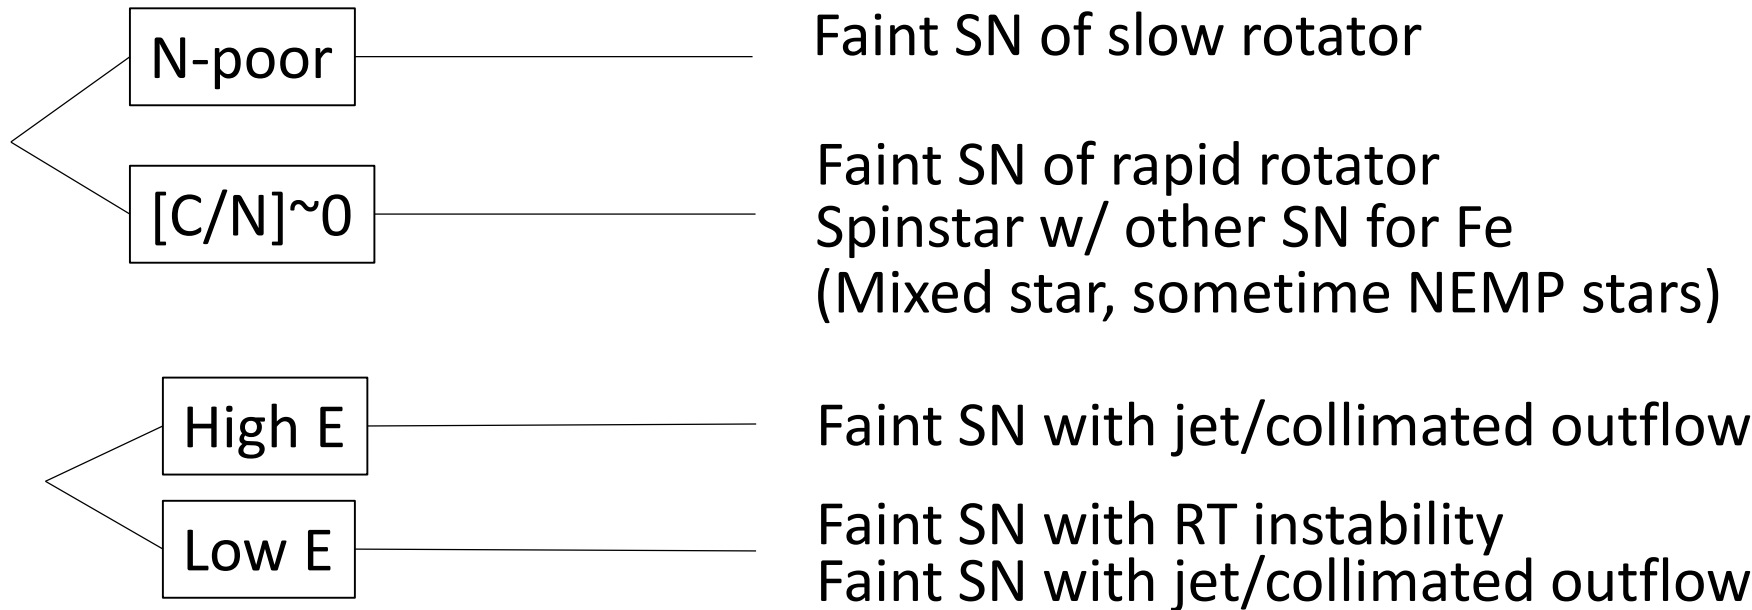 N-poor
Faint SN of slow rotator
[C/N]~0
Faint SN of rapid rotator
Spinstar w/ other SN for Fe
(Mixed star, sometime NEMP stars)
High E
Faint SN with jet/collimated outflow
Low E
Faint SN with RT instability
Faint SN with jet/collimated outflow